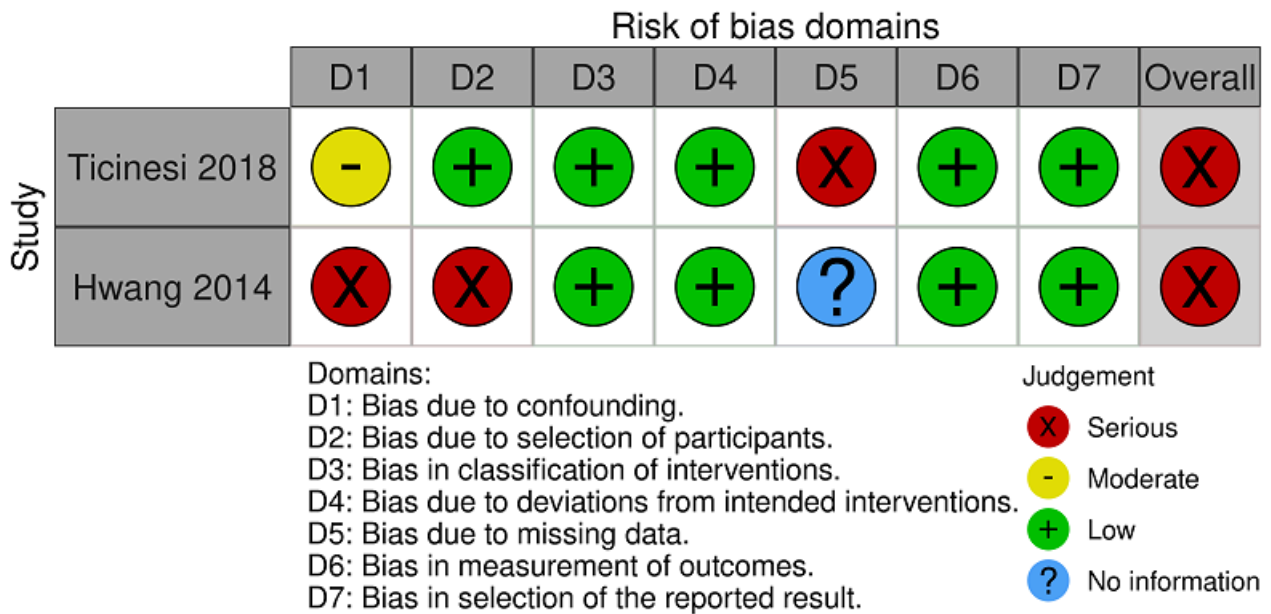 Risk of bias domains
D1 D2 D3 D4 D5 D6 D7 Overall
Study
Ticinesi 2018 - + + + X + + X
Hwang 2014 X X + + ? + + X
Domains:
D1: Bias due to confounding.
D2: Bias due to selection of participants.
D3: Bias in classification of interventions.
D4: Bias due to deviations from intended interventions.
D5: Bias due to missing data.
D6: Bias in measurement of outcomes.
D7: Bias in selection of the reported result.
Judgement
X Serious
- Moderate
+ Low
? No information